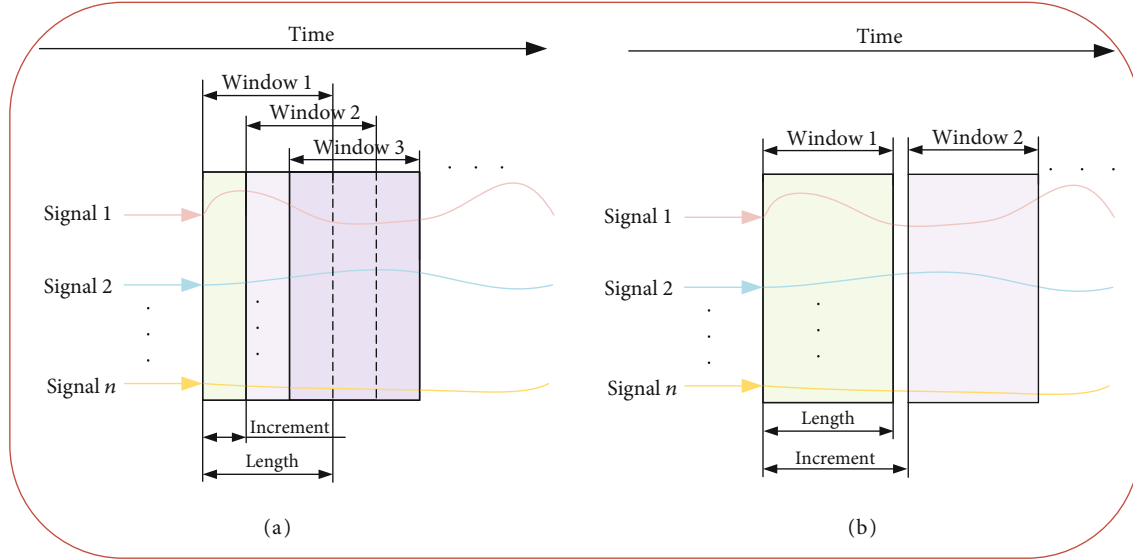 Time
Window 1
Window 2
Window 3
. . .
Signal 1
Signal 2
. . .
. . .
Signal n
Increment
Length
(a)
Time
Window 1
Window 2
. . .
Signal 1
Signal 2
. . .
. . .
Signal n
Length
Increment
(b)